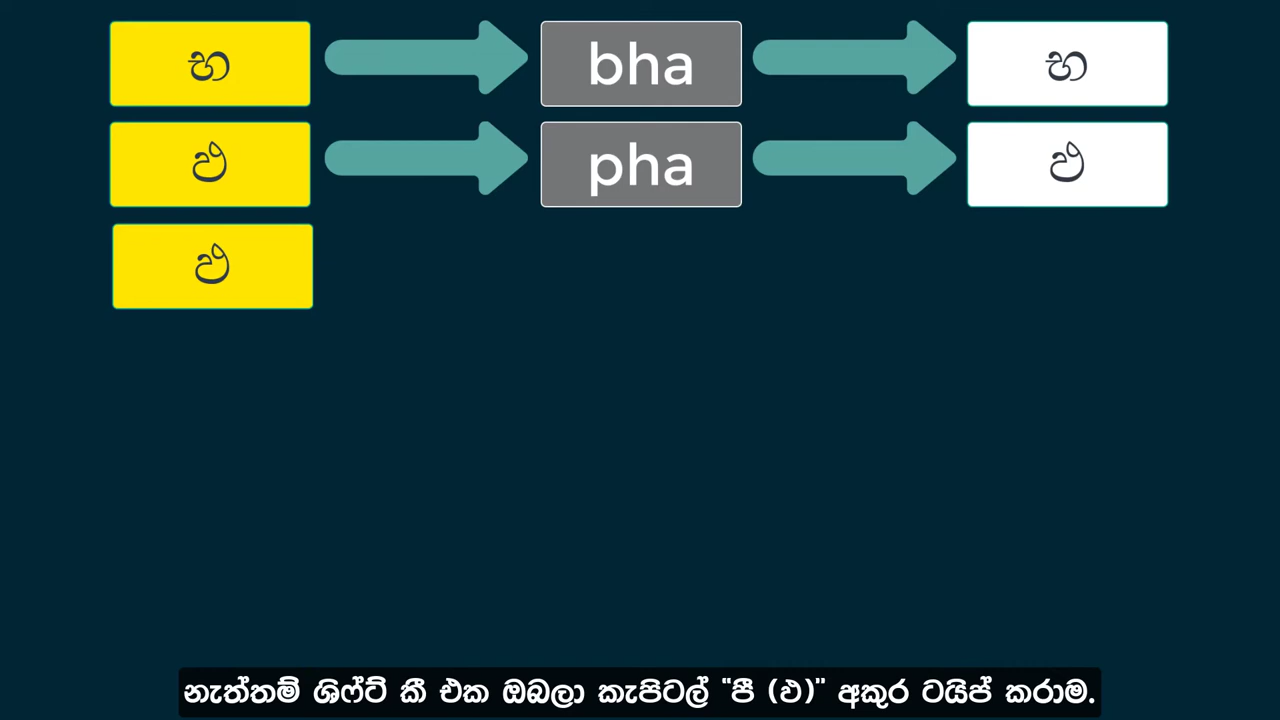 භ bha භ
ඵ pha ඵ
ඵ
නැත්තම් ශිෆ්ට් කී එක ඔබලා කැපිටල් "පී (ඵ)" අකුර ටයිප් කරාම.